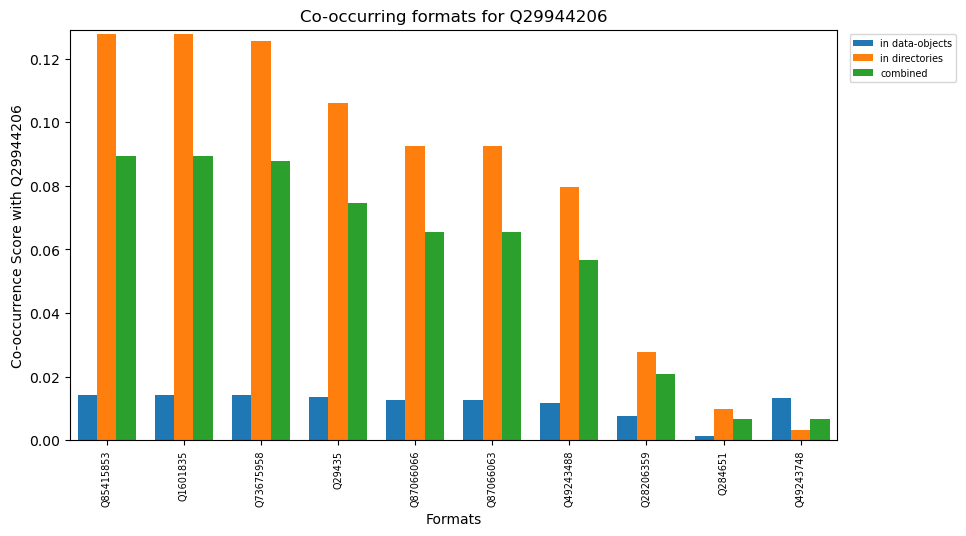 Co-occurring formats for Q29944206
in data-objects
in directories
combined
Co-occurrence Score with Q29944206
0.12
0.10
0.08
0.06
0.04
0.02
0.00
Q85415853
Q1601835
Q73675958
Q29435
Q87066066
Q87066063
Q49243488
Q28206359
Q284651
Q49243748
Formats